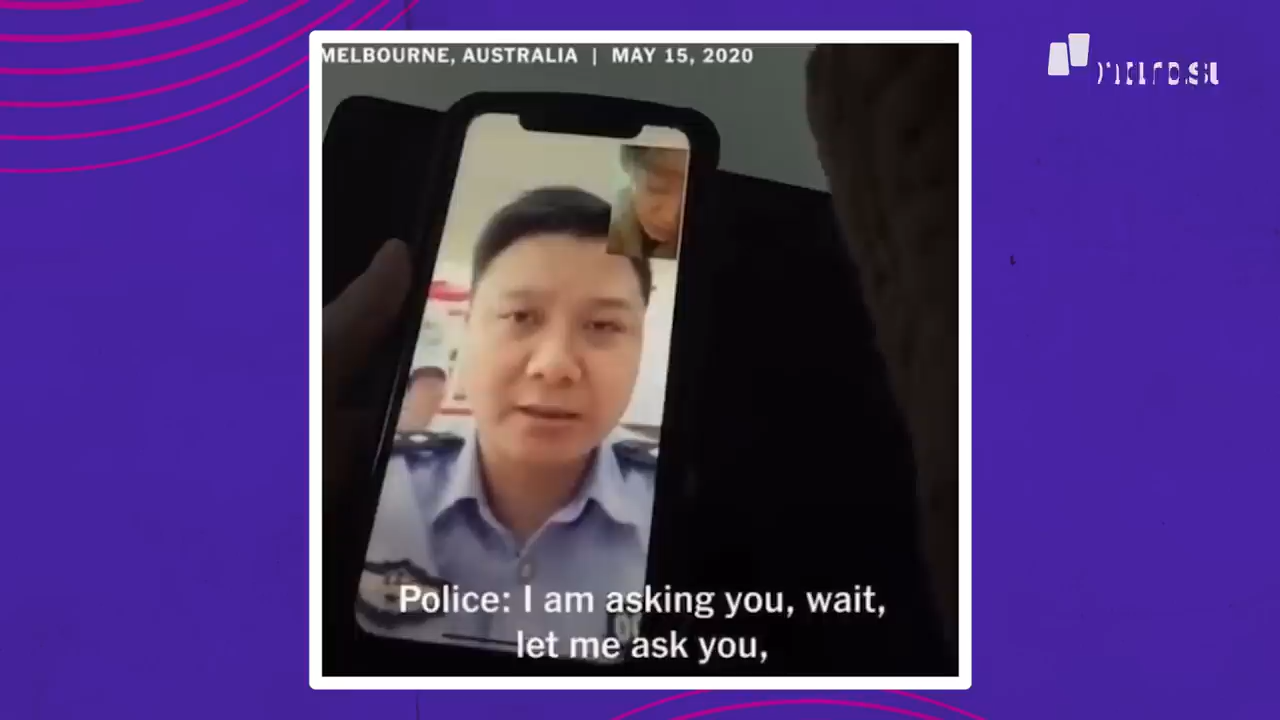 MELBOURNE, AUSTRALIA | MAY 15, 2020
Police: I am asking you, wait,
let me ask you,